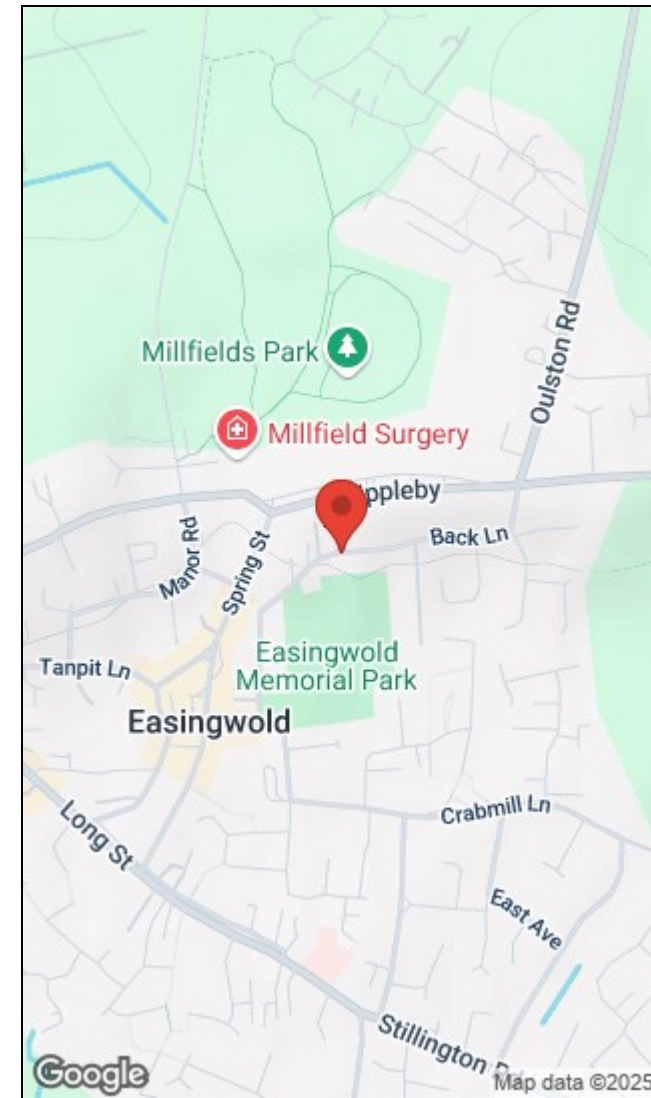 Oulston Rd
Millfields Park
Millfield Surgery
ppleby
Back Ln
Manor Rd
Spring St
Easingwold
Memorial Park
Tanpit Ln
Easingwold
Crabmill Ln
Long St
East Ave
Stillington
Google
Map data ©2025